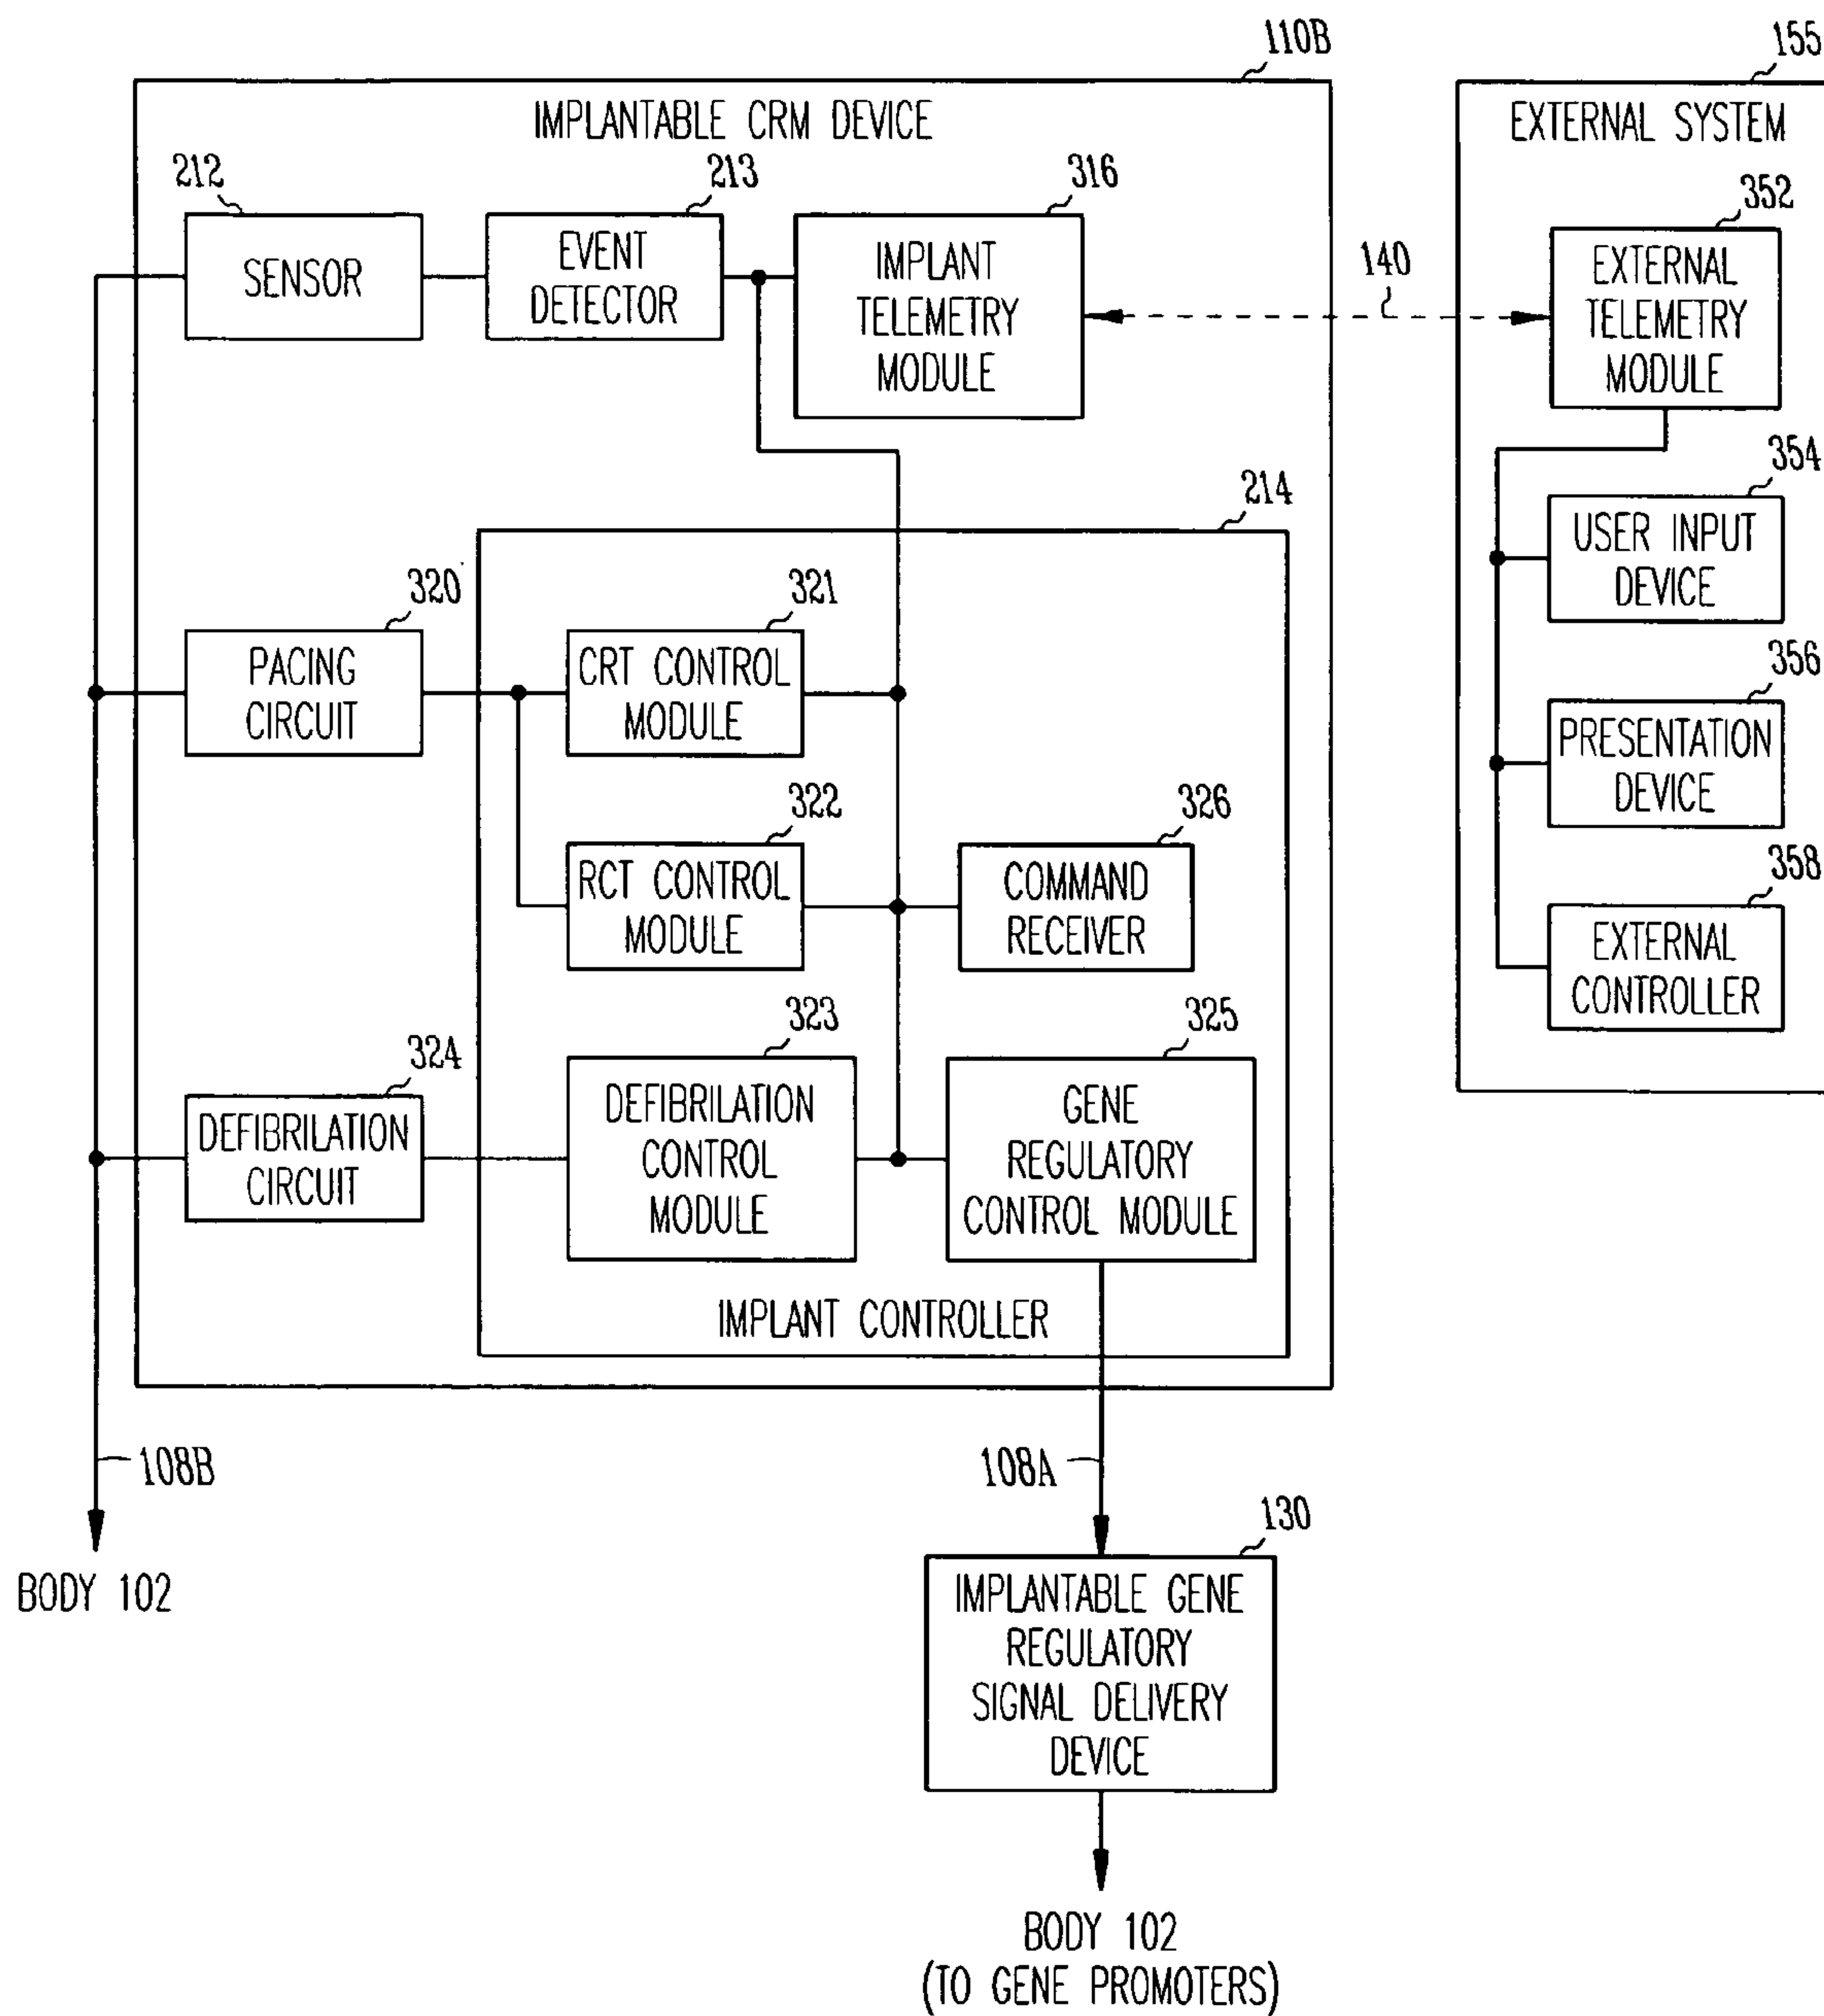 110B
155
IMPLANTABLE CRM DEVICE
EXTERNAL SYSTEM
212
213
316
352
SENSOR
EVENT
DETECTOR
IMPLANT
TELEMETRY
MODULE
140
EXTERNAL
TELEMETRY
MODULE
354
USER INPUT
DEVICE
214
320
321
PACING
CIRCUIT
CRT CONTROL
MODULE
356
PRESENTATION
DEVICE
322
326
RCT CONTROL
MODULE
COMMAND
RECEIVER
358
EXTERNAL
CONTROLLER
324
323
325
DEFIBRILATION
CIRCUIT
DEFIBRILATION
CONTROL
MODULE
GENE
REGULATORY
CONTROL MODULE
IMPLANT CONTROLLER
108B
108A
BODY 102
130
IMPLANTABLE GENE
REGULATORY
SIGNAL DELIVERY
DEVICE
BODY 102
(TO GENE PROMOTERS)